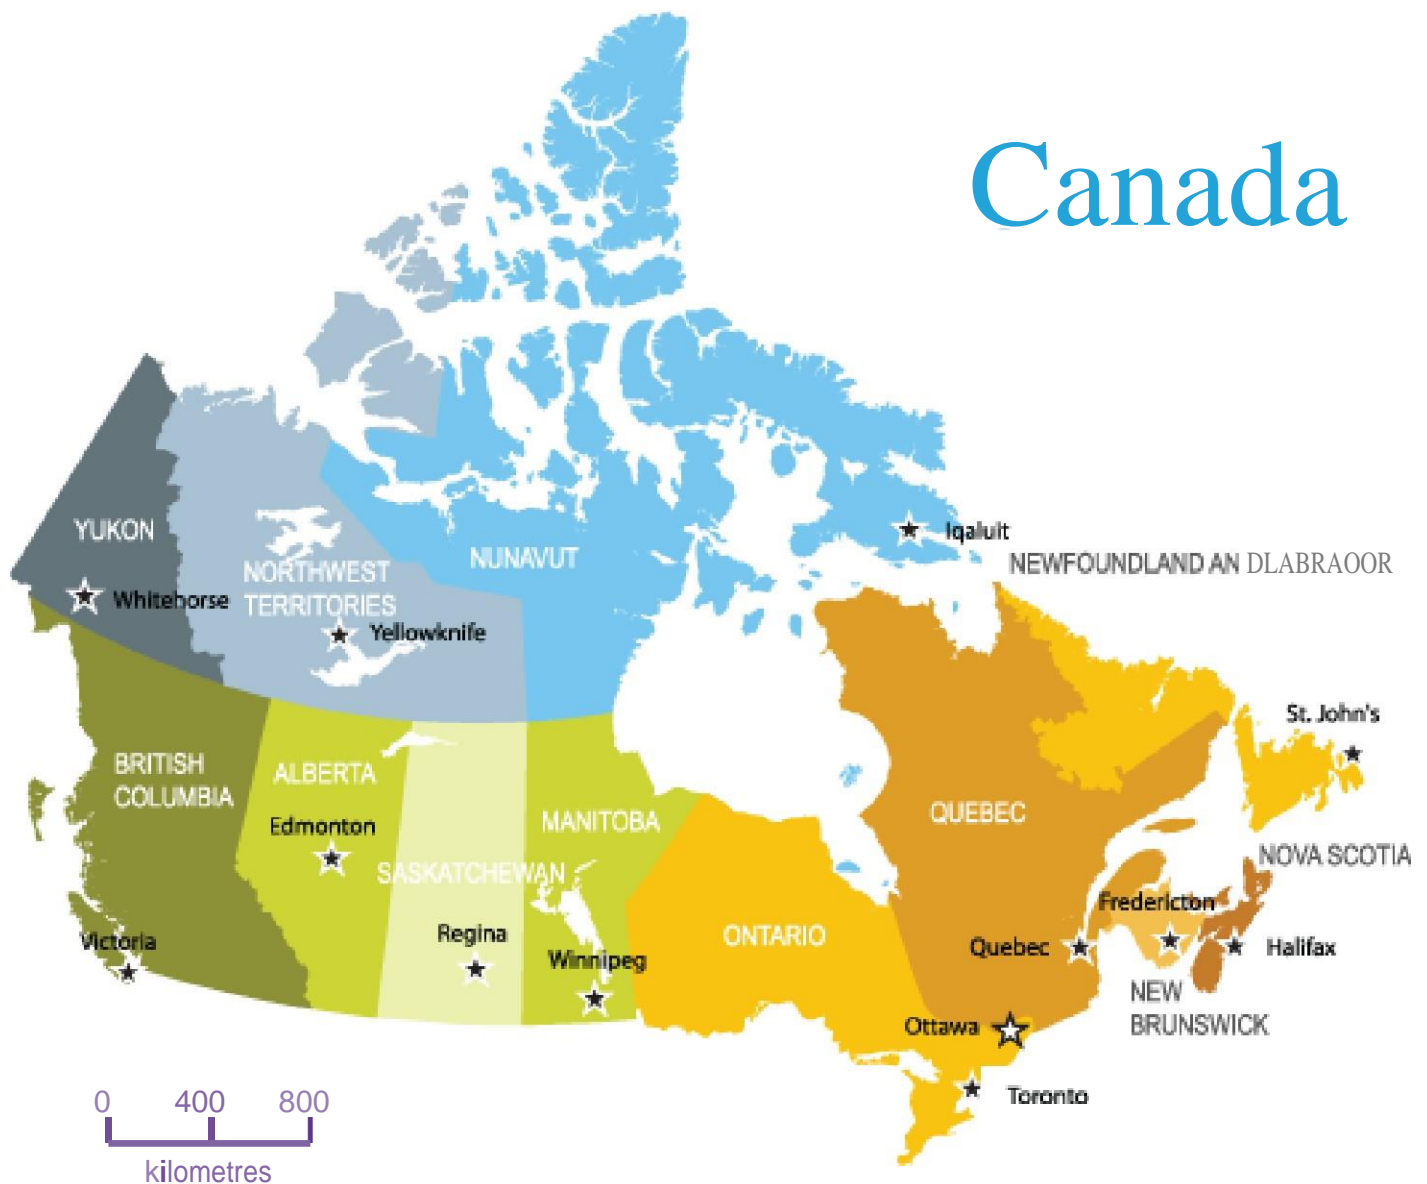 Canada
YUKON
Whitehorse
NORTHWEST
TERRITORIES
Yellowknife
NUNAVUT
Iqaluit
NEWFOUNDLAND AN DLABRAOOR
St. John's
BRITISH
COLUMBIA
ALBERTA
Edmonton
MANITOBA
QUEBEC
SASKATCHEWAN
NOVA SCOTIA
Fredericton
Victoria
Regina
Winnipeg
ONTARIO
Quebec
Halifax
NEW
BRUNSWICK
Ottawa
Toronto
0 400 800
kilometres